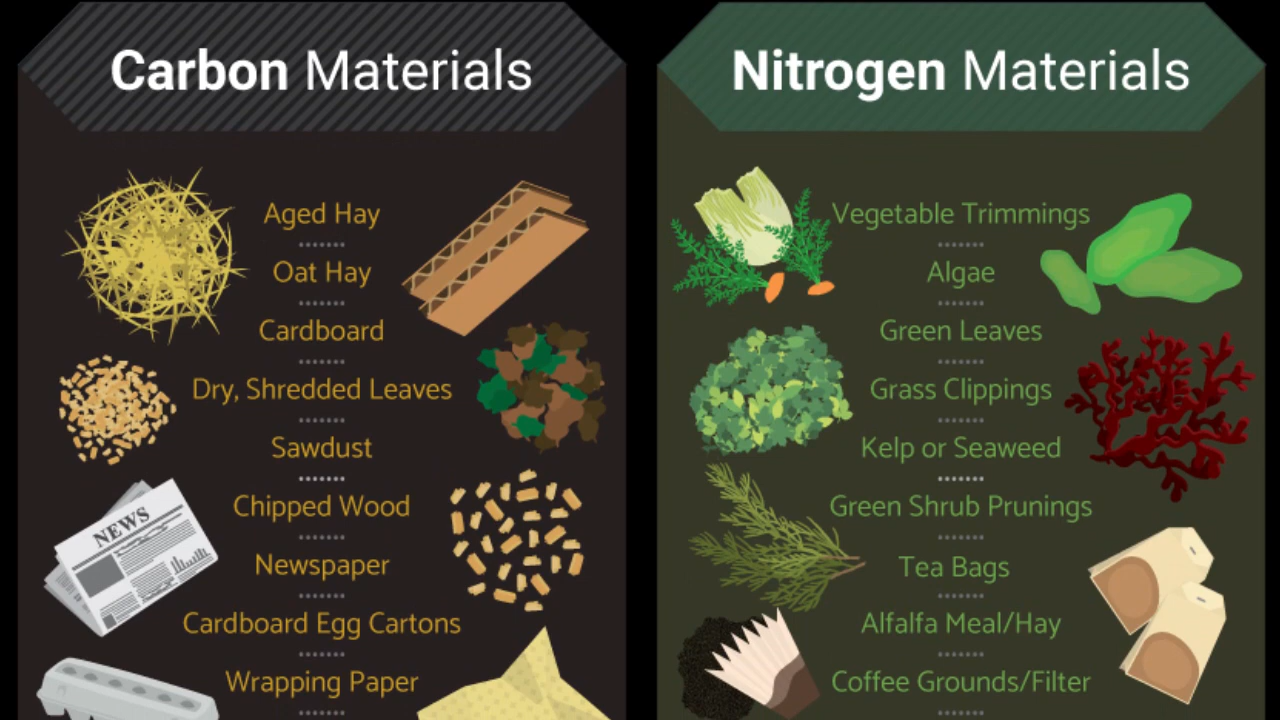 Carbon Materials
Aged Hay
Oat Hay
Cardboard
Dry, Shredded Leaves
Sawdust
Chipped Wood
Newspaper
Cardboard Egg Cartons
Wrapping Paper
NEWS
Nitrogen Materials
Vegetable Trimmings
Algae
Green Leaves
Grass Clippings
Kelp or Seaweed
Green Shrub Prunings
Tea Bags
Alfalfa Meal/Hay
Coffee Grounds/Filter